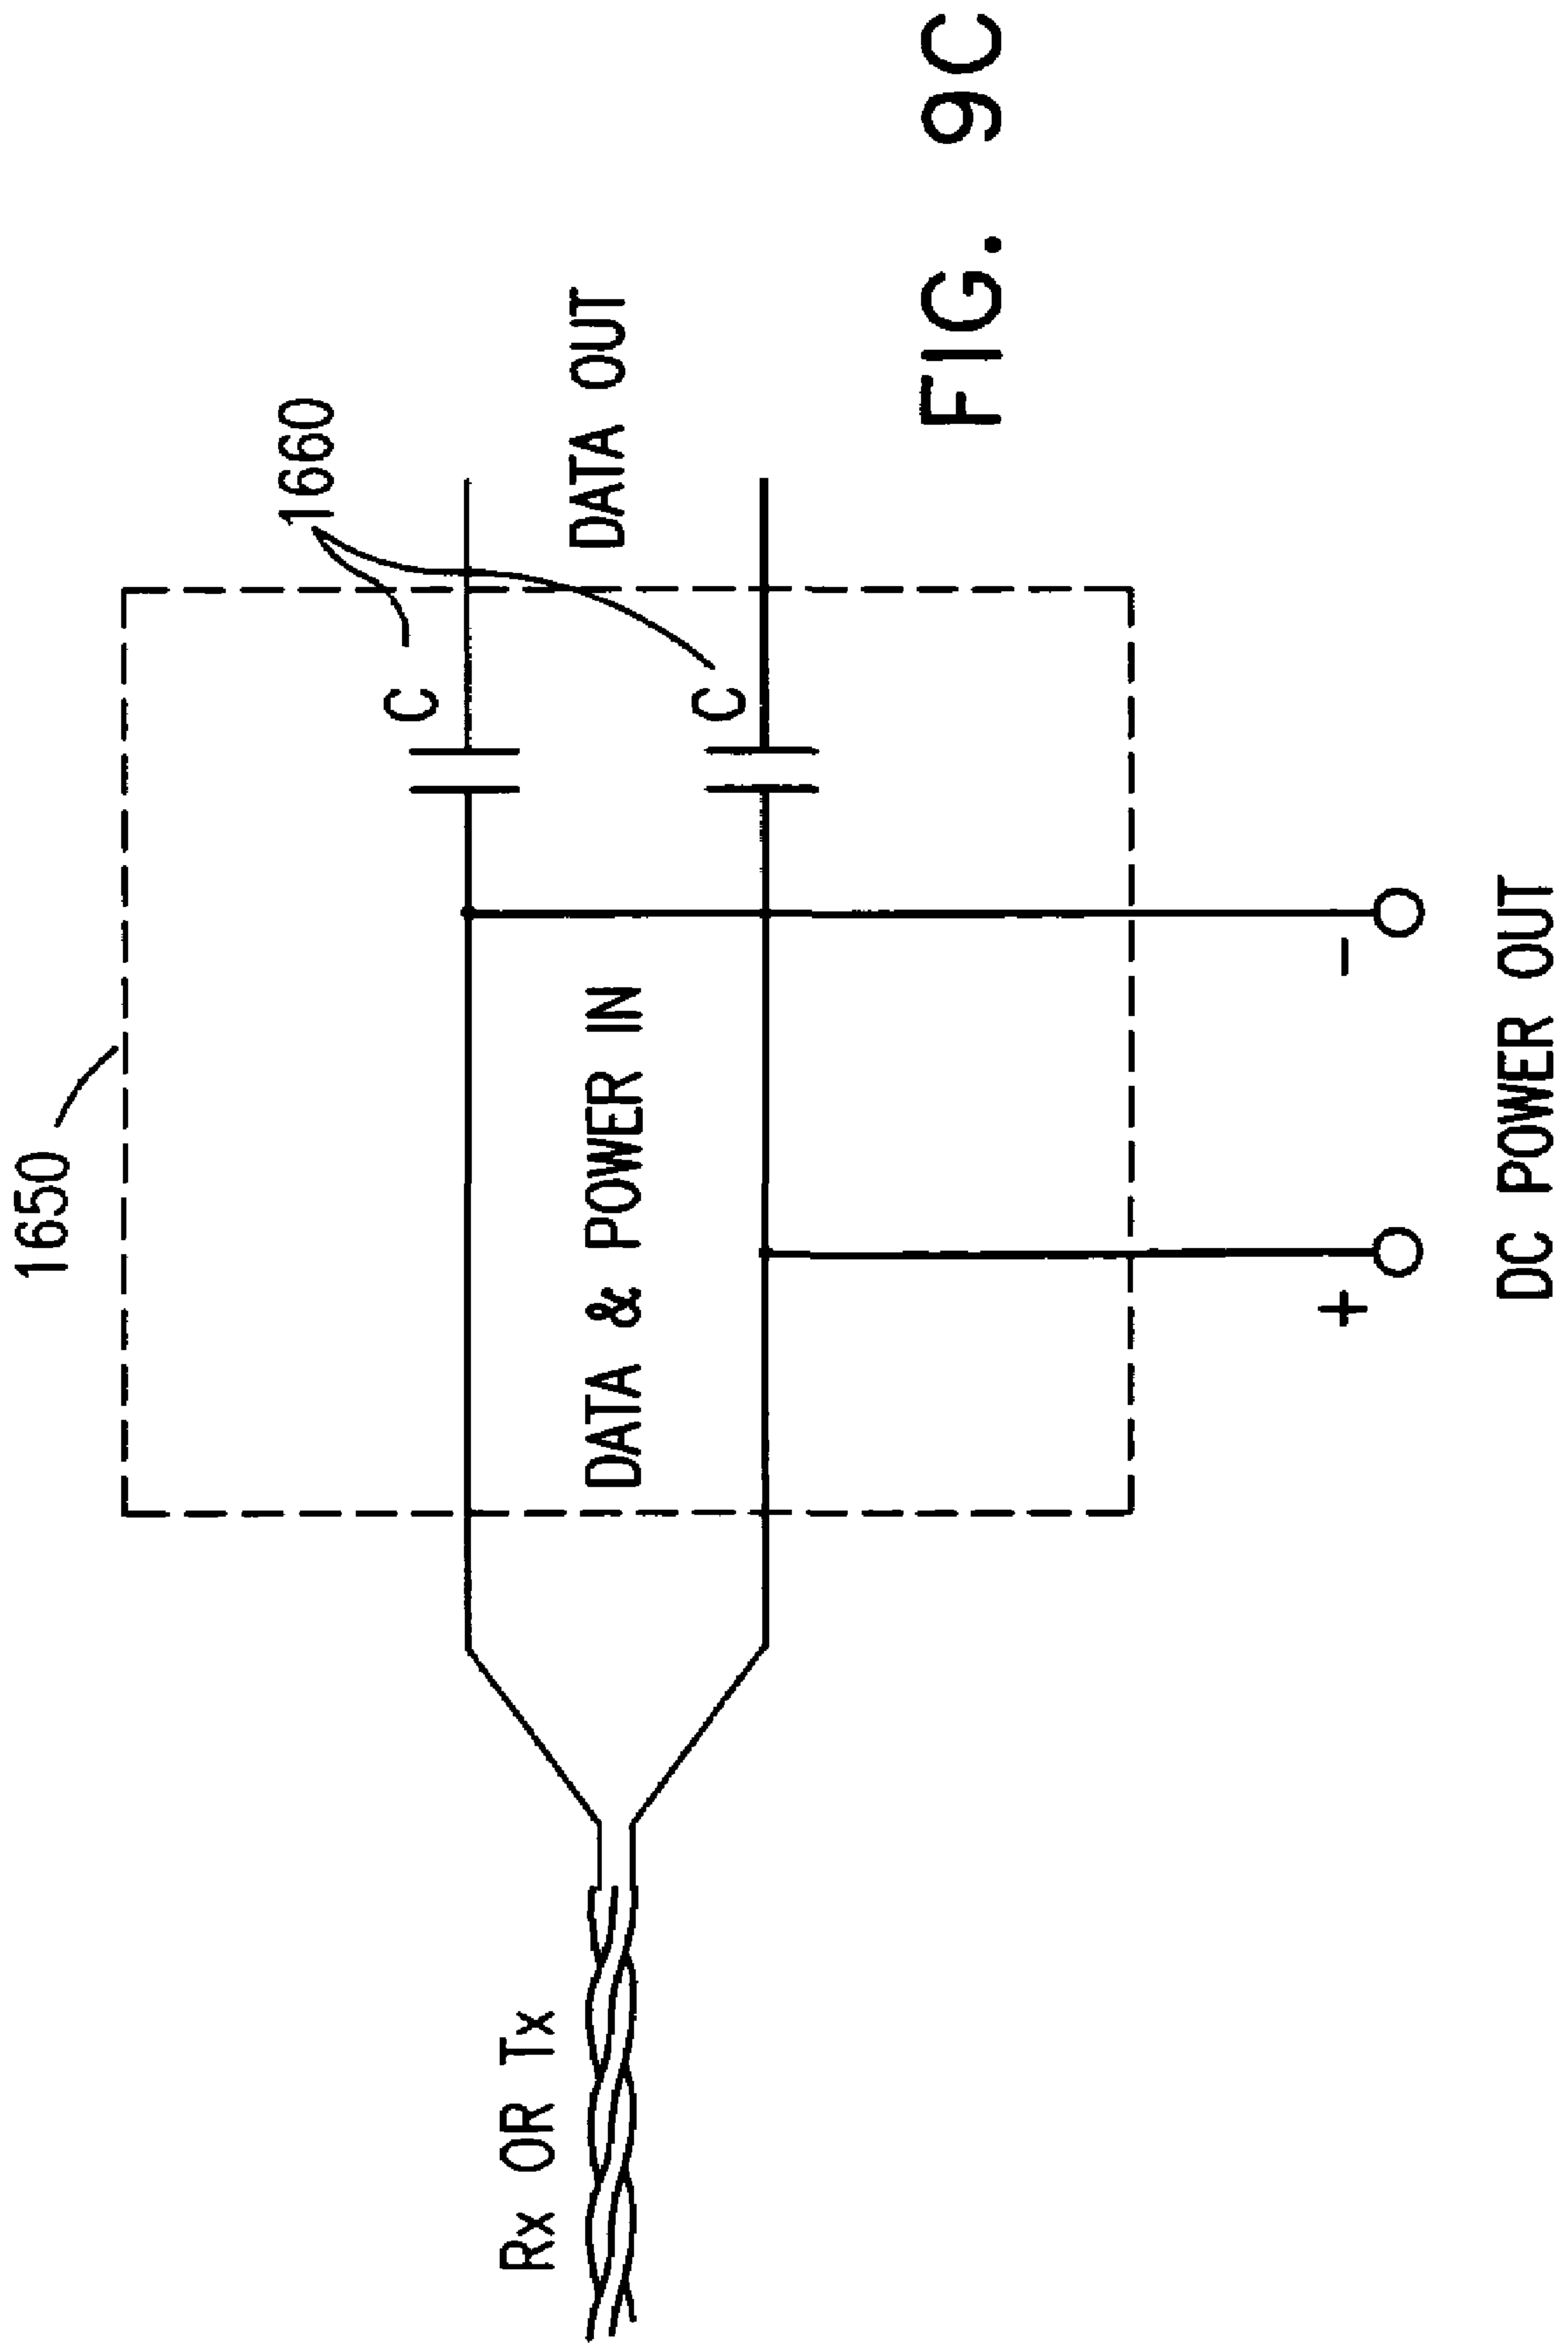 1650
1660
C
C
DATA OUT
DATA & POWER IN
Rx OR Tx
+
-
DC POWER OUT
FIG. 9C